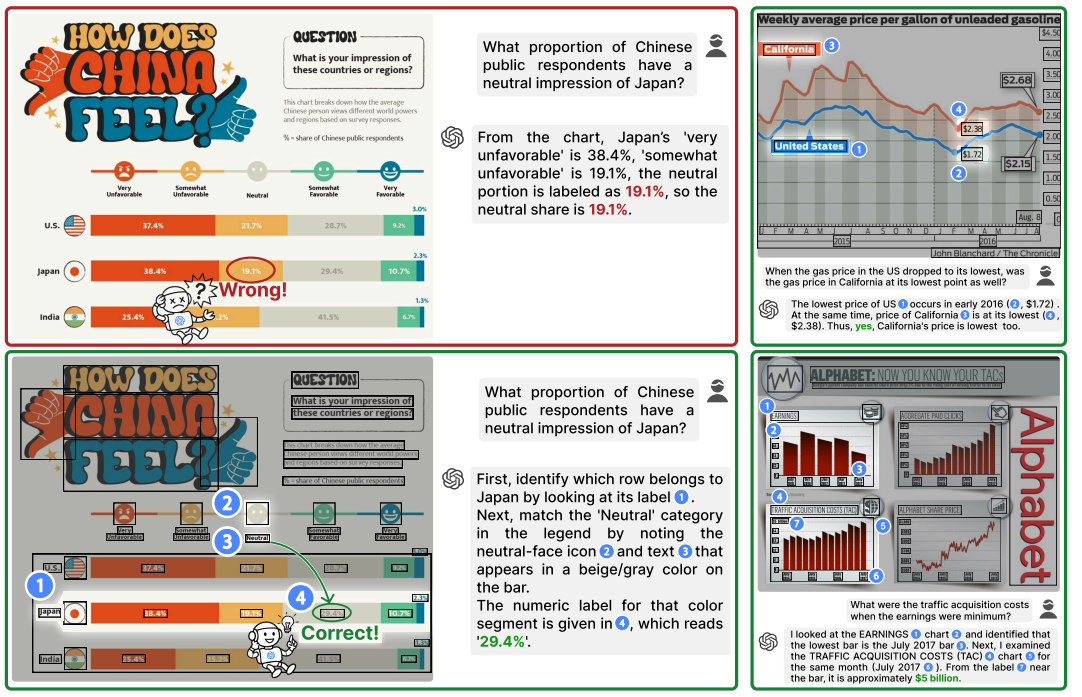 HOW DOES
CHINA
FEEL?
QUESTION
What is your impression of
these countries or regions?
This chart breaks down how the average
Chinese person views different world powers
and regions based on survey responses.
% = share of Chinese public respondents
Very
Unfavorable
Somewhat
Unfavorable
Neutral
Somewhat
Favorable
Very
Favorable
U.S.
37.4%
21.7%
28.7%
9.2%
3.0%
Japan
38.4%
19.1%
29.4%
10.7%
2.3%
?
Wrong!
India
25.4%
41.5%
6.7%
1.3%
What proportion of Chinese
public respondents have a
neutral impression of Japan?
From the chart, Japan's 'very
unfavorable' is 38.4%, 'somewhat
unfavorable' is 19.1%, the neutral
portion is labeled as 19.1%, so the
neutral share is 19.1%.
Weekly average price per gallon of unleaded gasoline
$4.50
4.00
3.50
3.00
2.50
2.00
1.50
1.00
0.50
0
California
3
$2.68
4
$2.38
United States
1
$1.72
2
$2.15
Aug. 8
J F M A M J J A S O N D J F M A M J J A
2015
2016
John Blanchard / The Chronicle
When the gas price in the US dropped to its lowest, was
the gas price in California at its lowest point as well?
The lowest price of US 1 occurs in early 2016 (2, $1.72) .
At the same time, price of California 3 is at its lowest (4,
$2.38). Thus, yes, California's price is lowest too.
HOW DOES
CHINA
FEEL?
QUESTION
What is your impression of
these countries or regions?
This chart breaks down how the average
Chinese person views different world powers
and regions based on survey responses.
% = share of Chinese public respondents
2
Very
Unfavorable
Somewhat
Unfavorable
3
Neutral
Somewhat
Favorable
Very
Favorable
1
U.S.
37.4%
Japan
38.4%
19.1%
4
10.7%
2.3%
Correct!
India
25.4%
What proportion of Chinese
public respondents have a
neutral impression of Japan?
First, identify which row belongs to
Japan by looking at its label 1 .
Next, match the 'Neutral' category
in the legend by noting the
neutral-face icon 2 and text 3 that
appears in a beige/gray color on
the bar.
The numeric label for that color
segment is given in 4, which reads
'29.4%'.
ALPHABET: NOW YOU KNOW YOUR TACs
1
EARNINGS
2
3
AGGREGATE PAID CLICKS
4
TRAFFIC ACQUISITION COSTS (TAC)
7
5
6
ALPHABET SHARE PRICE
Alphabet
What were the traffic acquisition costs
when the earnings were minimum?
I looked at the EARNINGS 1 chart 2 and identified that
the lowest bar is the July 2017 bar 3. Next, I examined
the TRAFFIC ACQUISITION COSTS (TAC) 4 chart 5 for
the same month (July 2017 6 ). From the label 7 near
the bar, it is approximately $5 billion.